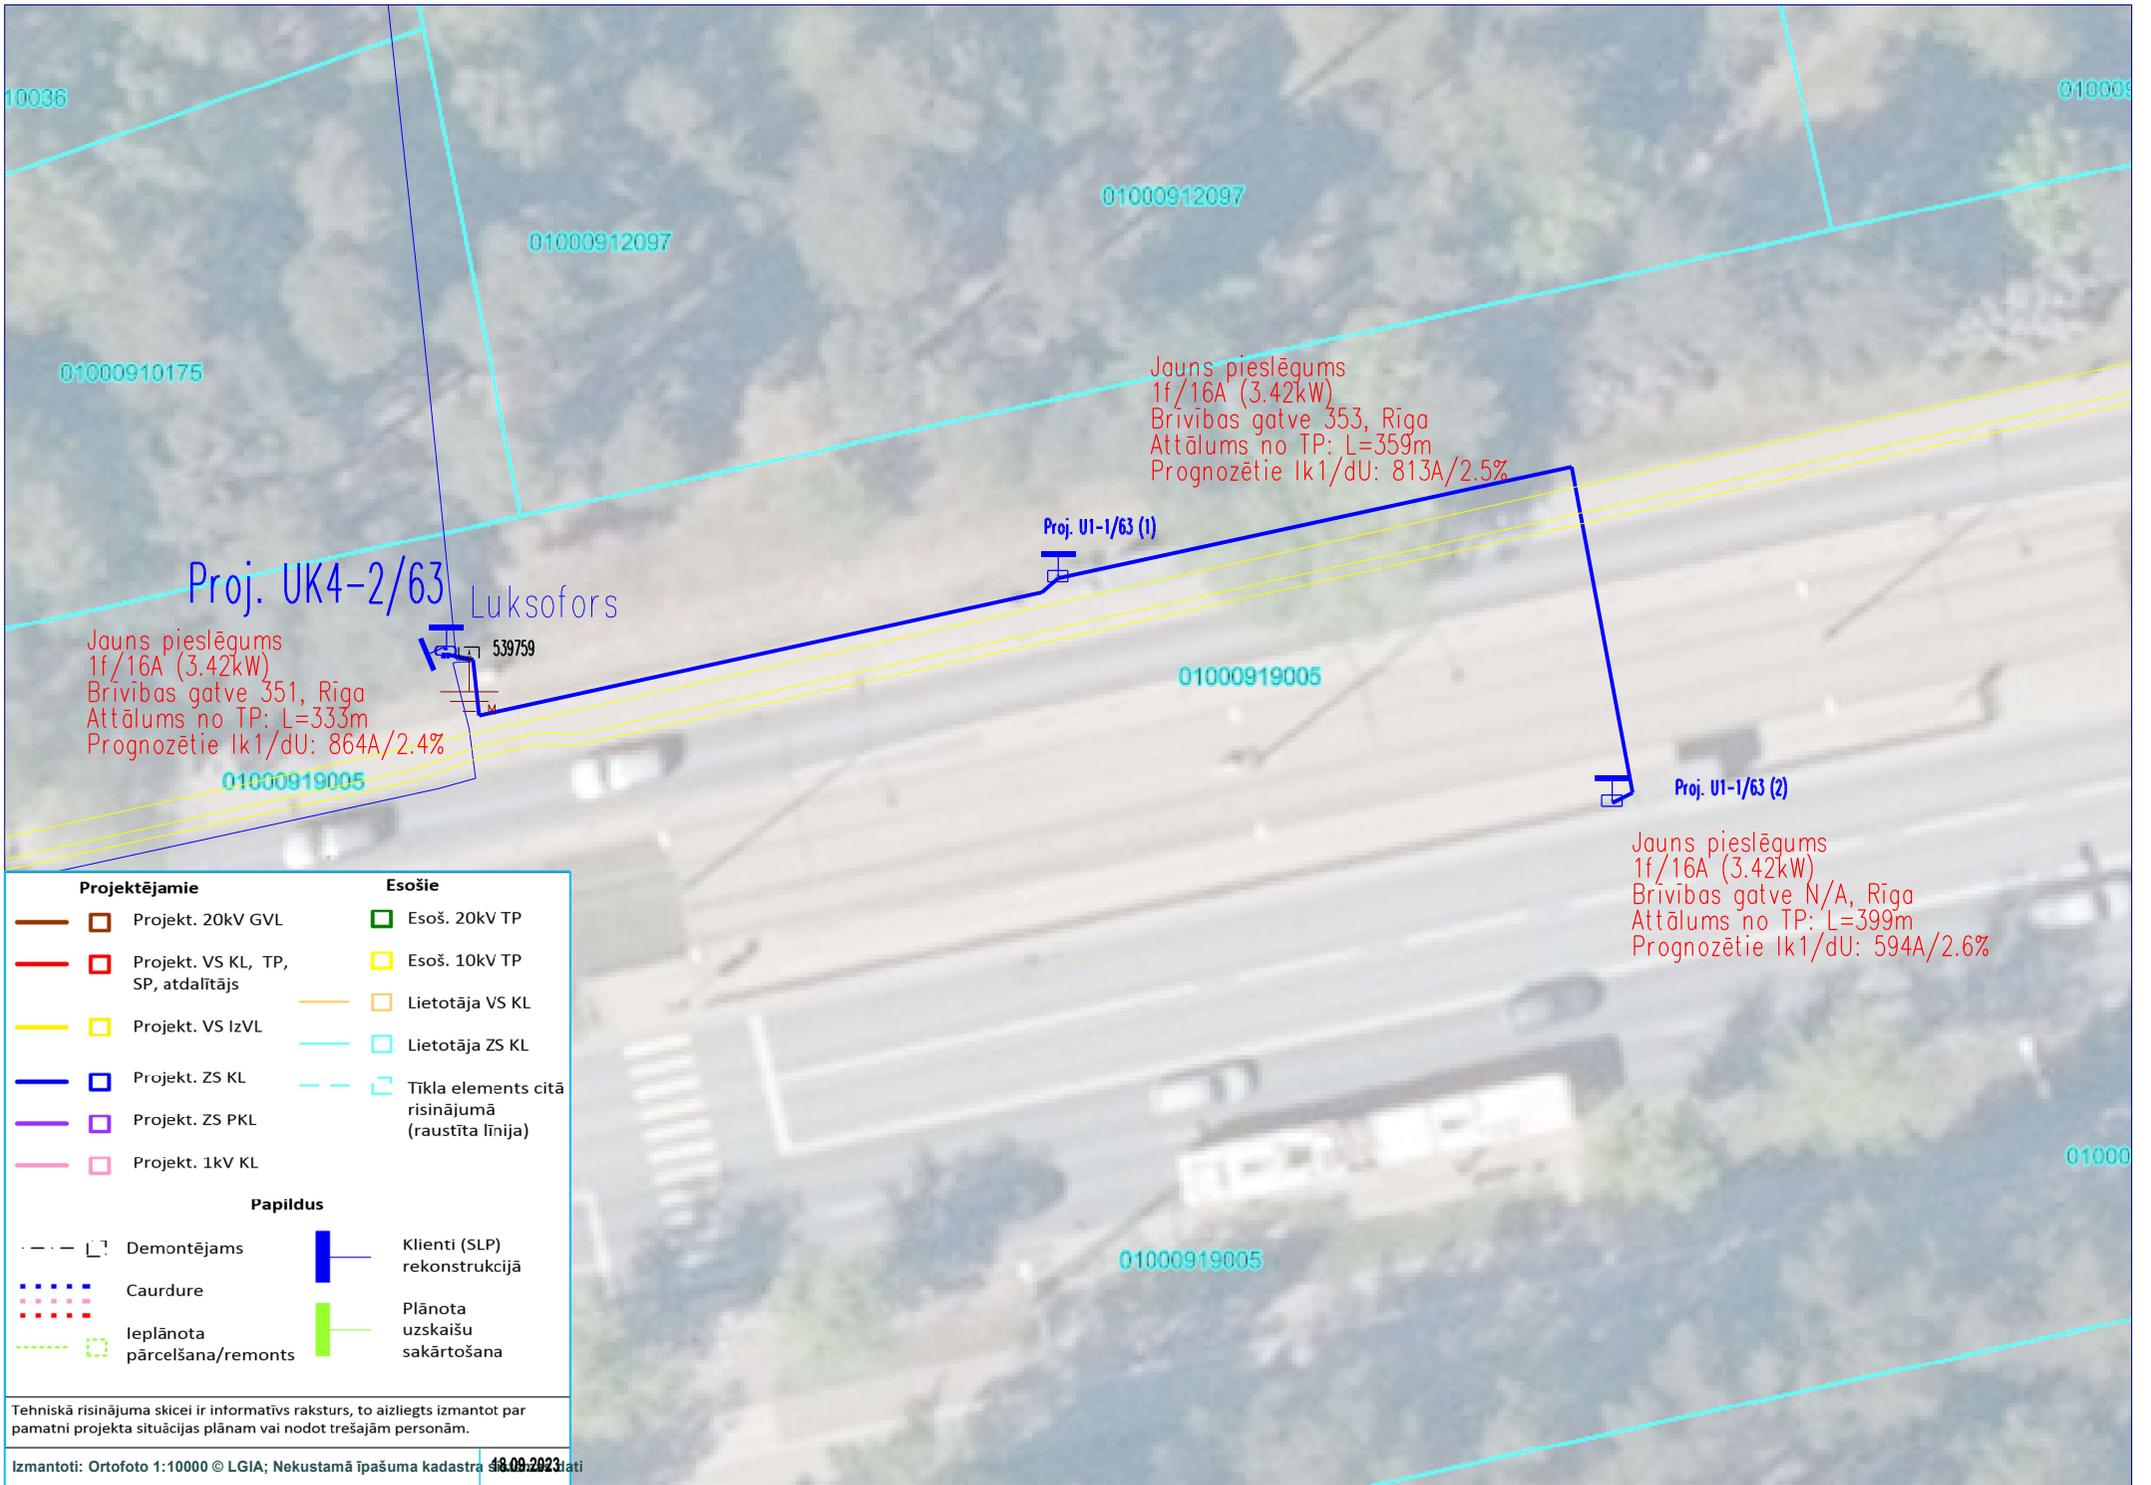 10036
01000912097
01000912097
01000910175
Jauns pieslēgums
1f/16A (3.42kW)
Brīvības gatve 353, Rīga
Attālums no TP: L=359m
Prognozētie Ik1/dU: 813A/2.5%
Proj. U1-1/63 (1)
Proj. UK4-2/63
Luksofors
539759
M
Jauns pieslēgums
1f/16A (3.42kW)
Brīvības gatve 351, Rīga
Attālums no TP: L=333m
Prognozētie Ik1/dU: 864A/2.4%
01000919005
01000919005
Proj. U1-1/63 (2)
Jauns pieslēgums
1f/16A (3.42kW)
Brīvības gatve N/A, Rīga
Attālums no TP: L=399m
Prognozētie Ik1/dU: 594A/2.6%
01000
01000919005
Projektējamie
Projekt. 20kV GVL
Projekt. VS KL, TP,
SP, atdalītājs
Projekt. VS IzVL
Projekt. ZS KL
Projekt. ZS PKL
Projekt. 1kV KL
Esošie
Esoš. 20kV TP
Esoš. 10kV TP
Lietotāja VS KL
Lietotāja ZS KL
Tīkla elements citā
risinājumā
(raustīta līnija)
Papildus
Demontējams
Caurdure
Ieplānota
pārcelšana/remonts
Klienti (SLP)
rekonstrukcijā
Plānota
uzskaišu
sakārtošana
Tehniskā risinājuma skicei ir informatīvs raksturs, to aizliegts izmantot par
pamatni projekta situācijas plānam vai nodot trešajām personām.
Izmantoti: Ortofoto 1:10000 © LGIA; Nekustamā īpašuma kadastra dati
18.09.2023